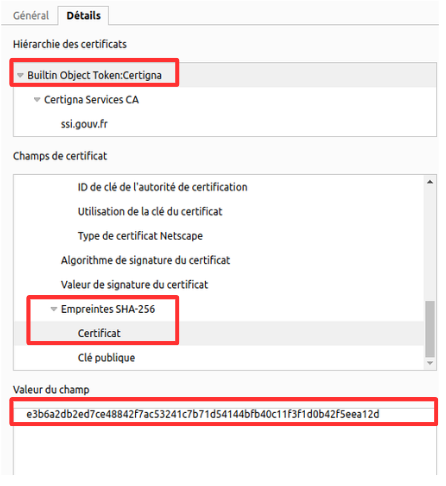 Général Détails
Hiérarchie des certificats
Builtin Object Token:Certigna
Certigna Services CA
ssi.gouv.fr
Champs de certificat
ID de clé de l'autorité de certification
Utilisation de la clé du certificat
Type de certificat Netscape
Algorithme de signature du certificat
Valeur de signature du certificat
Empreintes SHA-256
Certificat
Clé publique
Valeur du champ
e3b6a2db2ed7ce48842f7ac53241c7b71d54144bfb40c11f3f1d0b42f5eea12d